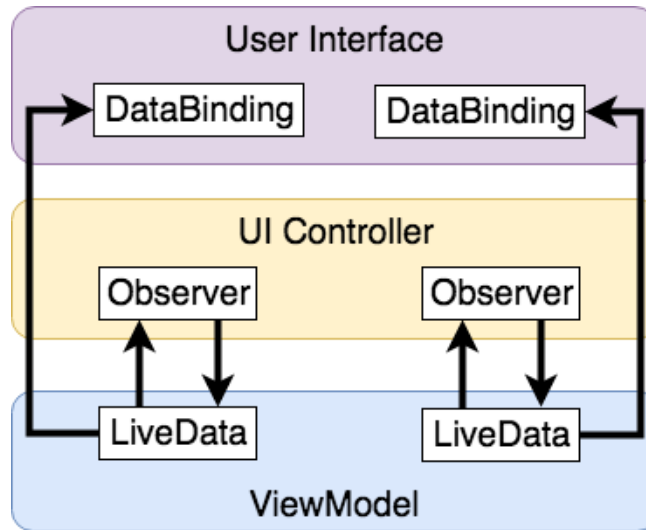 User Interface
DataBinding
DataBinding
UI Controller
Observer
Observer
LiveData
LiveData
ViewModel